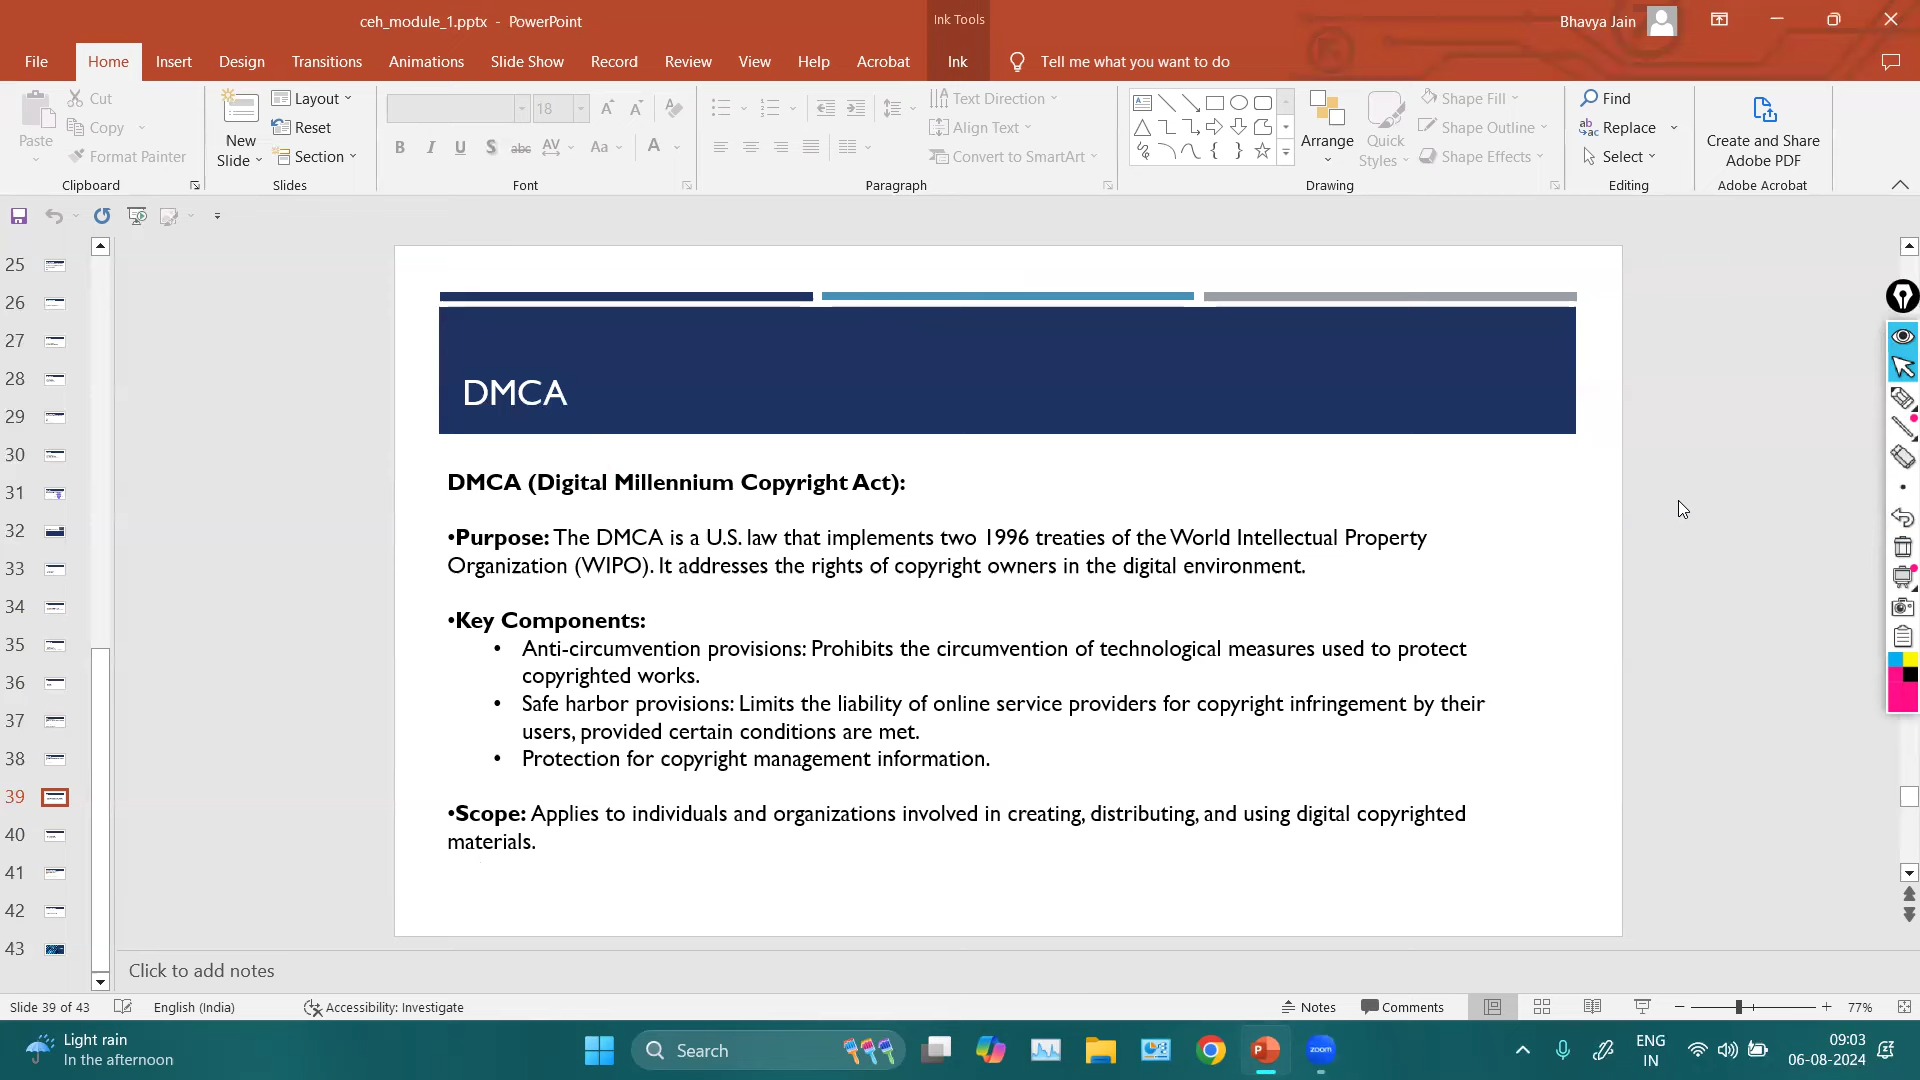 ceh_module_1.pptx - PowerPoint
Ink Tools
Bhavya Jain
File Home Insert Design Transitions Animations Slide Show Record Review View Help Acrobat Ink Tell me what you want to do
Paste
Cut
Copy
Format Painter
Clipboard
New Slide
Layout
Reset
Section
Slides
18
Font
Text Direction
Align Text
Convert to SmartArt
Paragraph
Arrange
Quick Styles
Shape Fill
Shape Outline
Shape Effects
Drawing
Find
Replace
Select
Editing
Create and Share
Adobe PDF
Adobe Acrobat
25
26
27
28
29
30
31
32
33
34
35
36
37
38
39
40
41
42
43
DMCA
DMCA (Digital Millennium Copyright Act):
•Purpose: The DMCA is a U.S. law that implements two 1996 treaties of the World Intellectual Property
Organization (WIPO). It addresses the rights of copyright owners in the digital environment.
•Key Components:
• Anti-circumvention provisions: Prohibits the circumvention of technological measures used to protect
copyrighted works.
• Safe harbor provisions: Limits the liability of online service providers for copyright infringement by their
users, provided certain conditions are met.
• Protection for copyright management information.
•Scope: Applies to individuals and organizations involved in creating, distributing, and using digital copyrighted
materials.
Click to add notes
Slide 39 of 43 English (India) Accessibility: Investigate Notes Comments 77%
Light rain
In the afternoon
Search
zoom
ENG
IN
09:03
06-08-2024